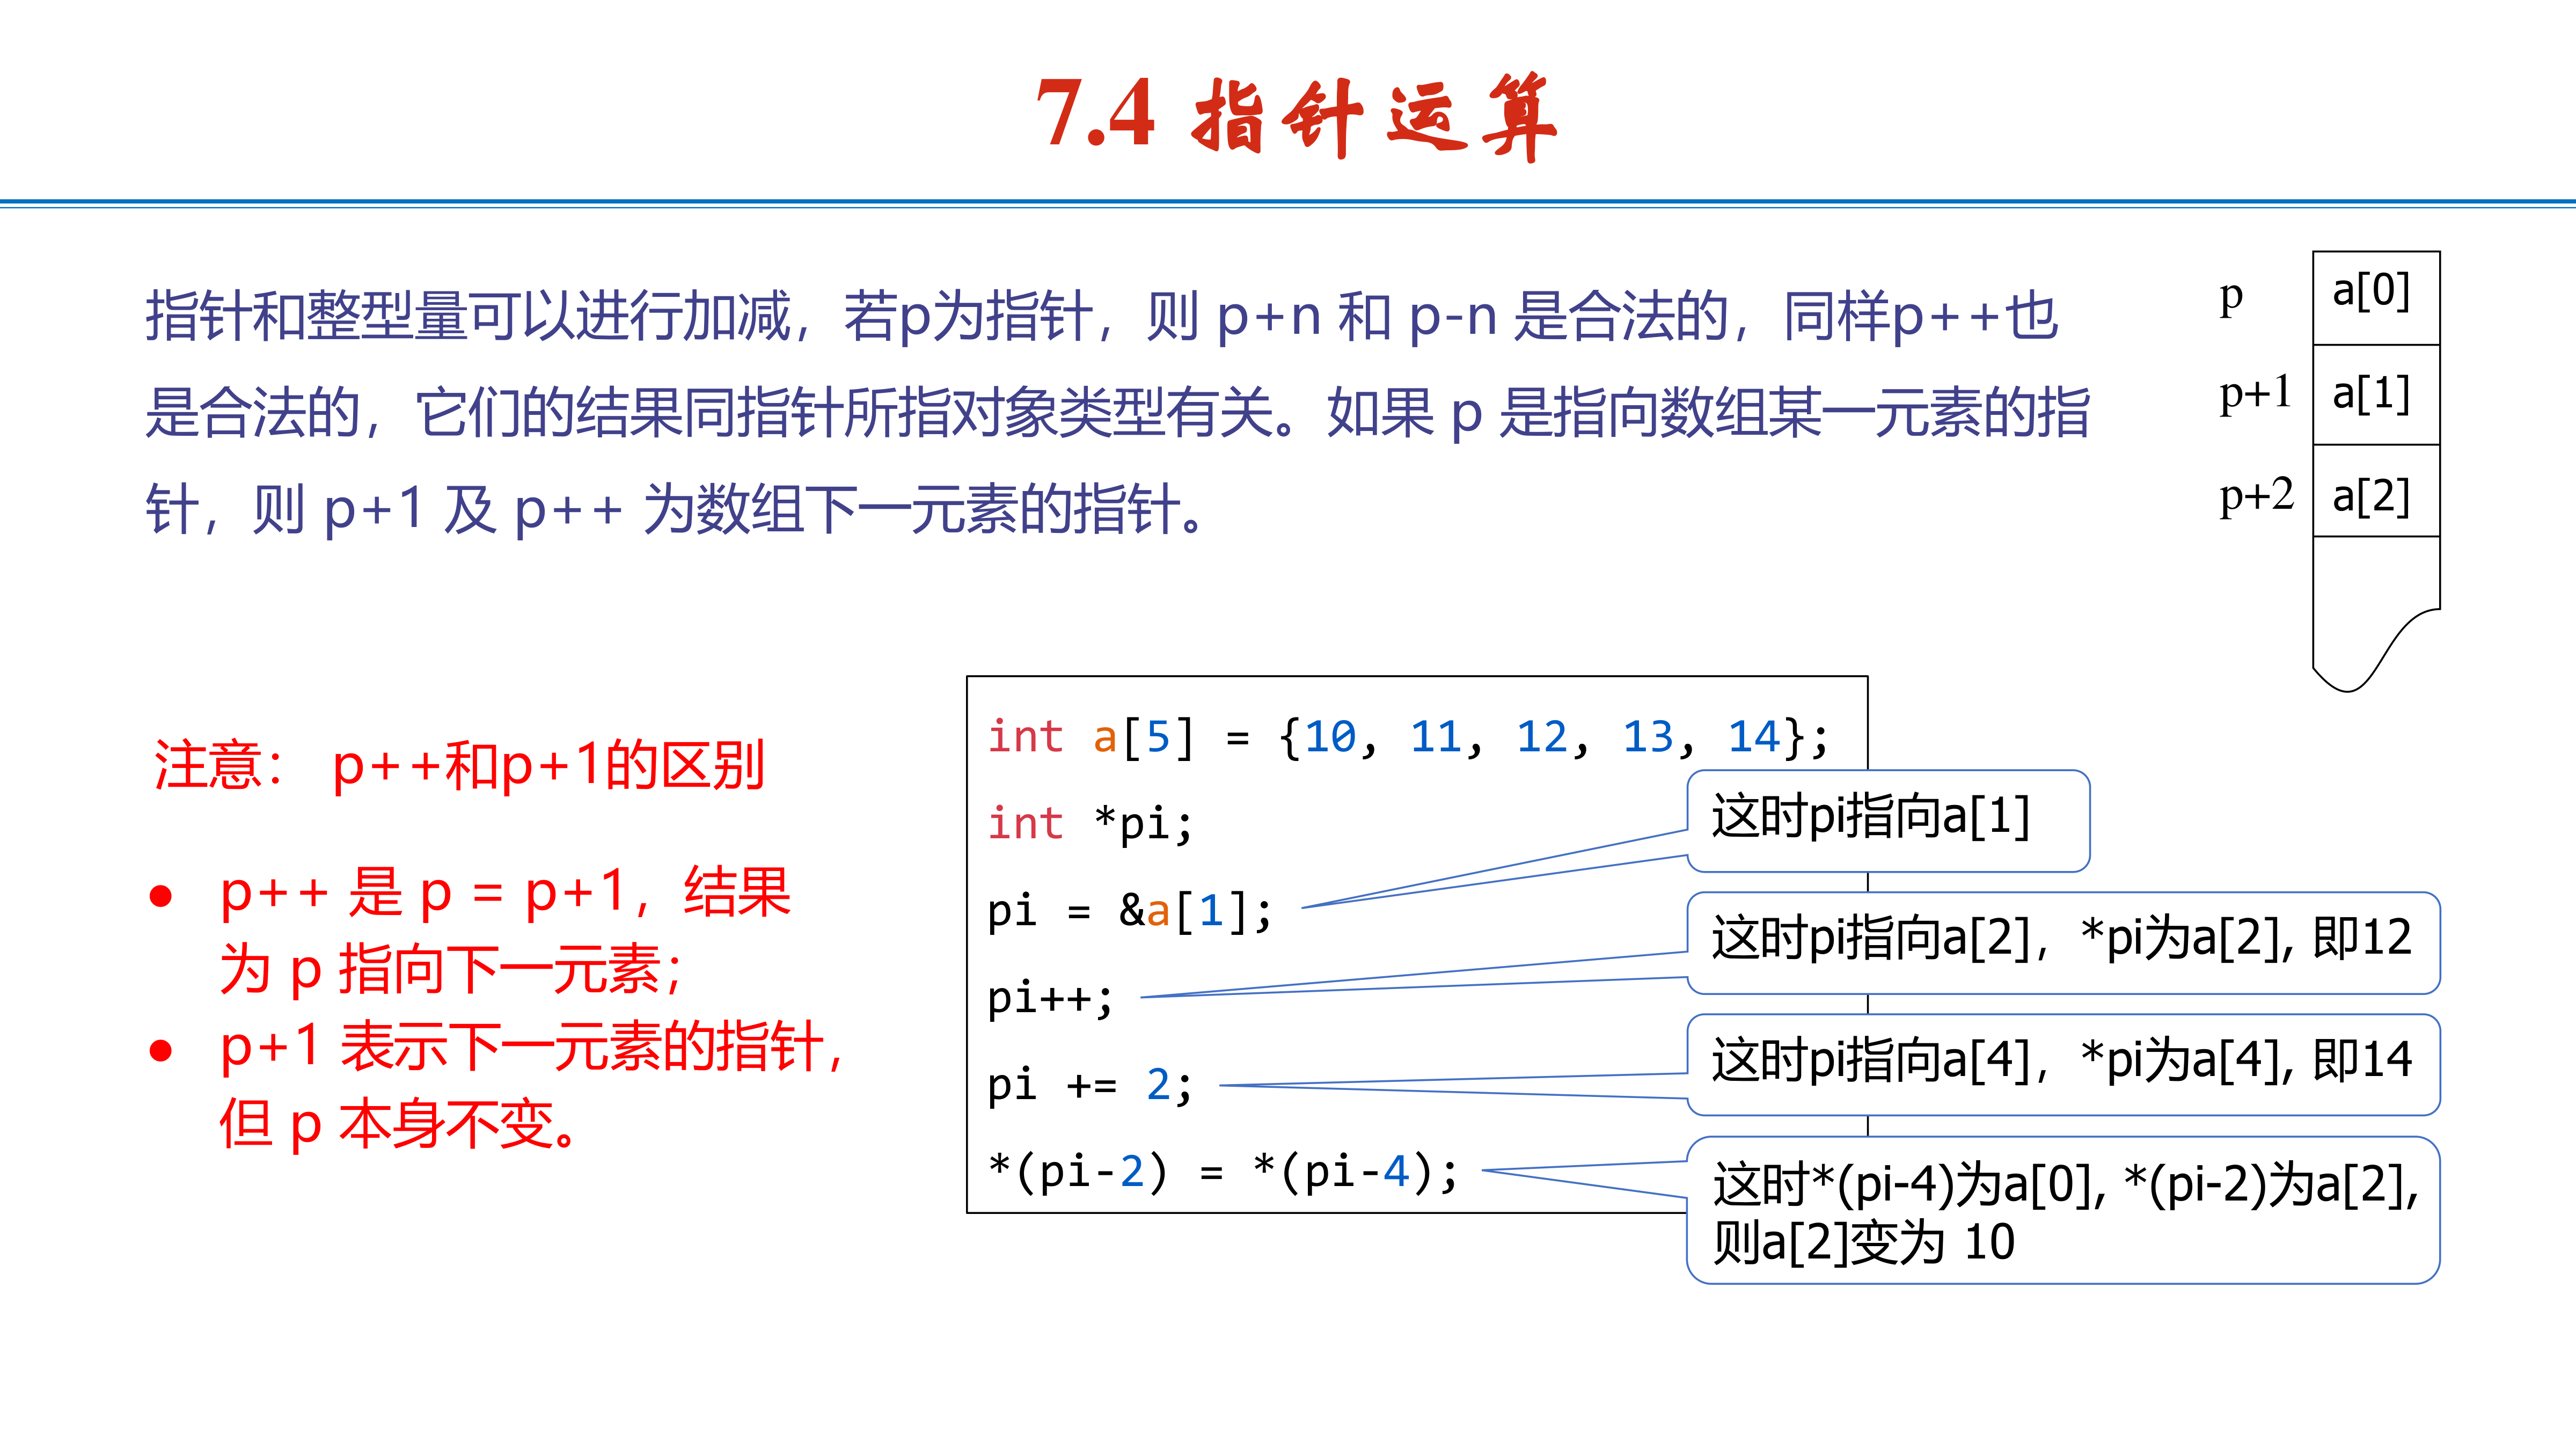 7.4 指针运算
指针和整型量可以进行加减，若p为指针，则 p+n 和 p-n 是合法的，同样p++也
是合法的，它们的结果同指针所指对象类型有关。如果 p 是指向数组某一元素的指
针，则 p+1 及 p++ 为数组下一元素的指针。
p a[0]
p+1 a[1]
p+2 a[2]
注意： p++和p+1的区别
● p++ 是 p = p+1，结果
为 p 指向下一元素；
● p+1 表示下一元素的指针，
但 p 本身不变。
int a[5] = {10, 11, 12, 13, 14};
int *pi;
pi = &a[1];
pi++;
pi += 2;
*(pi-2) = *(pi-4);
这时pi指向a[1]
这时pi指向a[2]，*pi为a[2], 即12
这时pi指向a[4]，*pi为a[4], 即14
这时*(pi-4)为a[0], *(pi-2)为a[2],
则a[2]变为 10